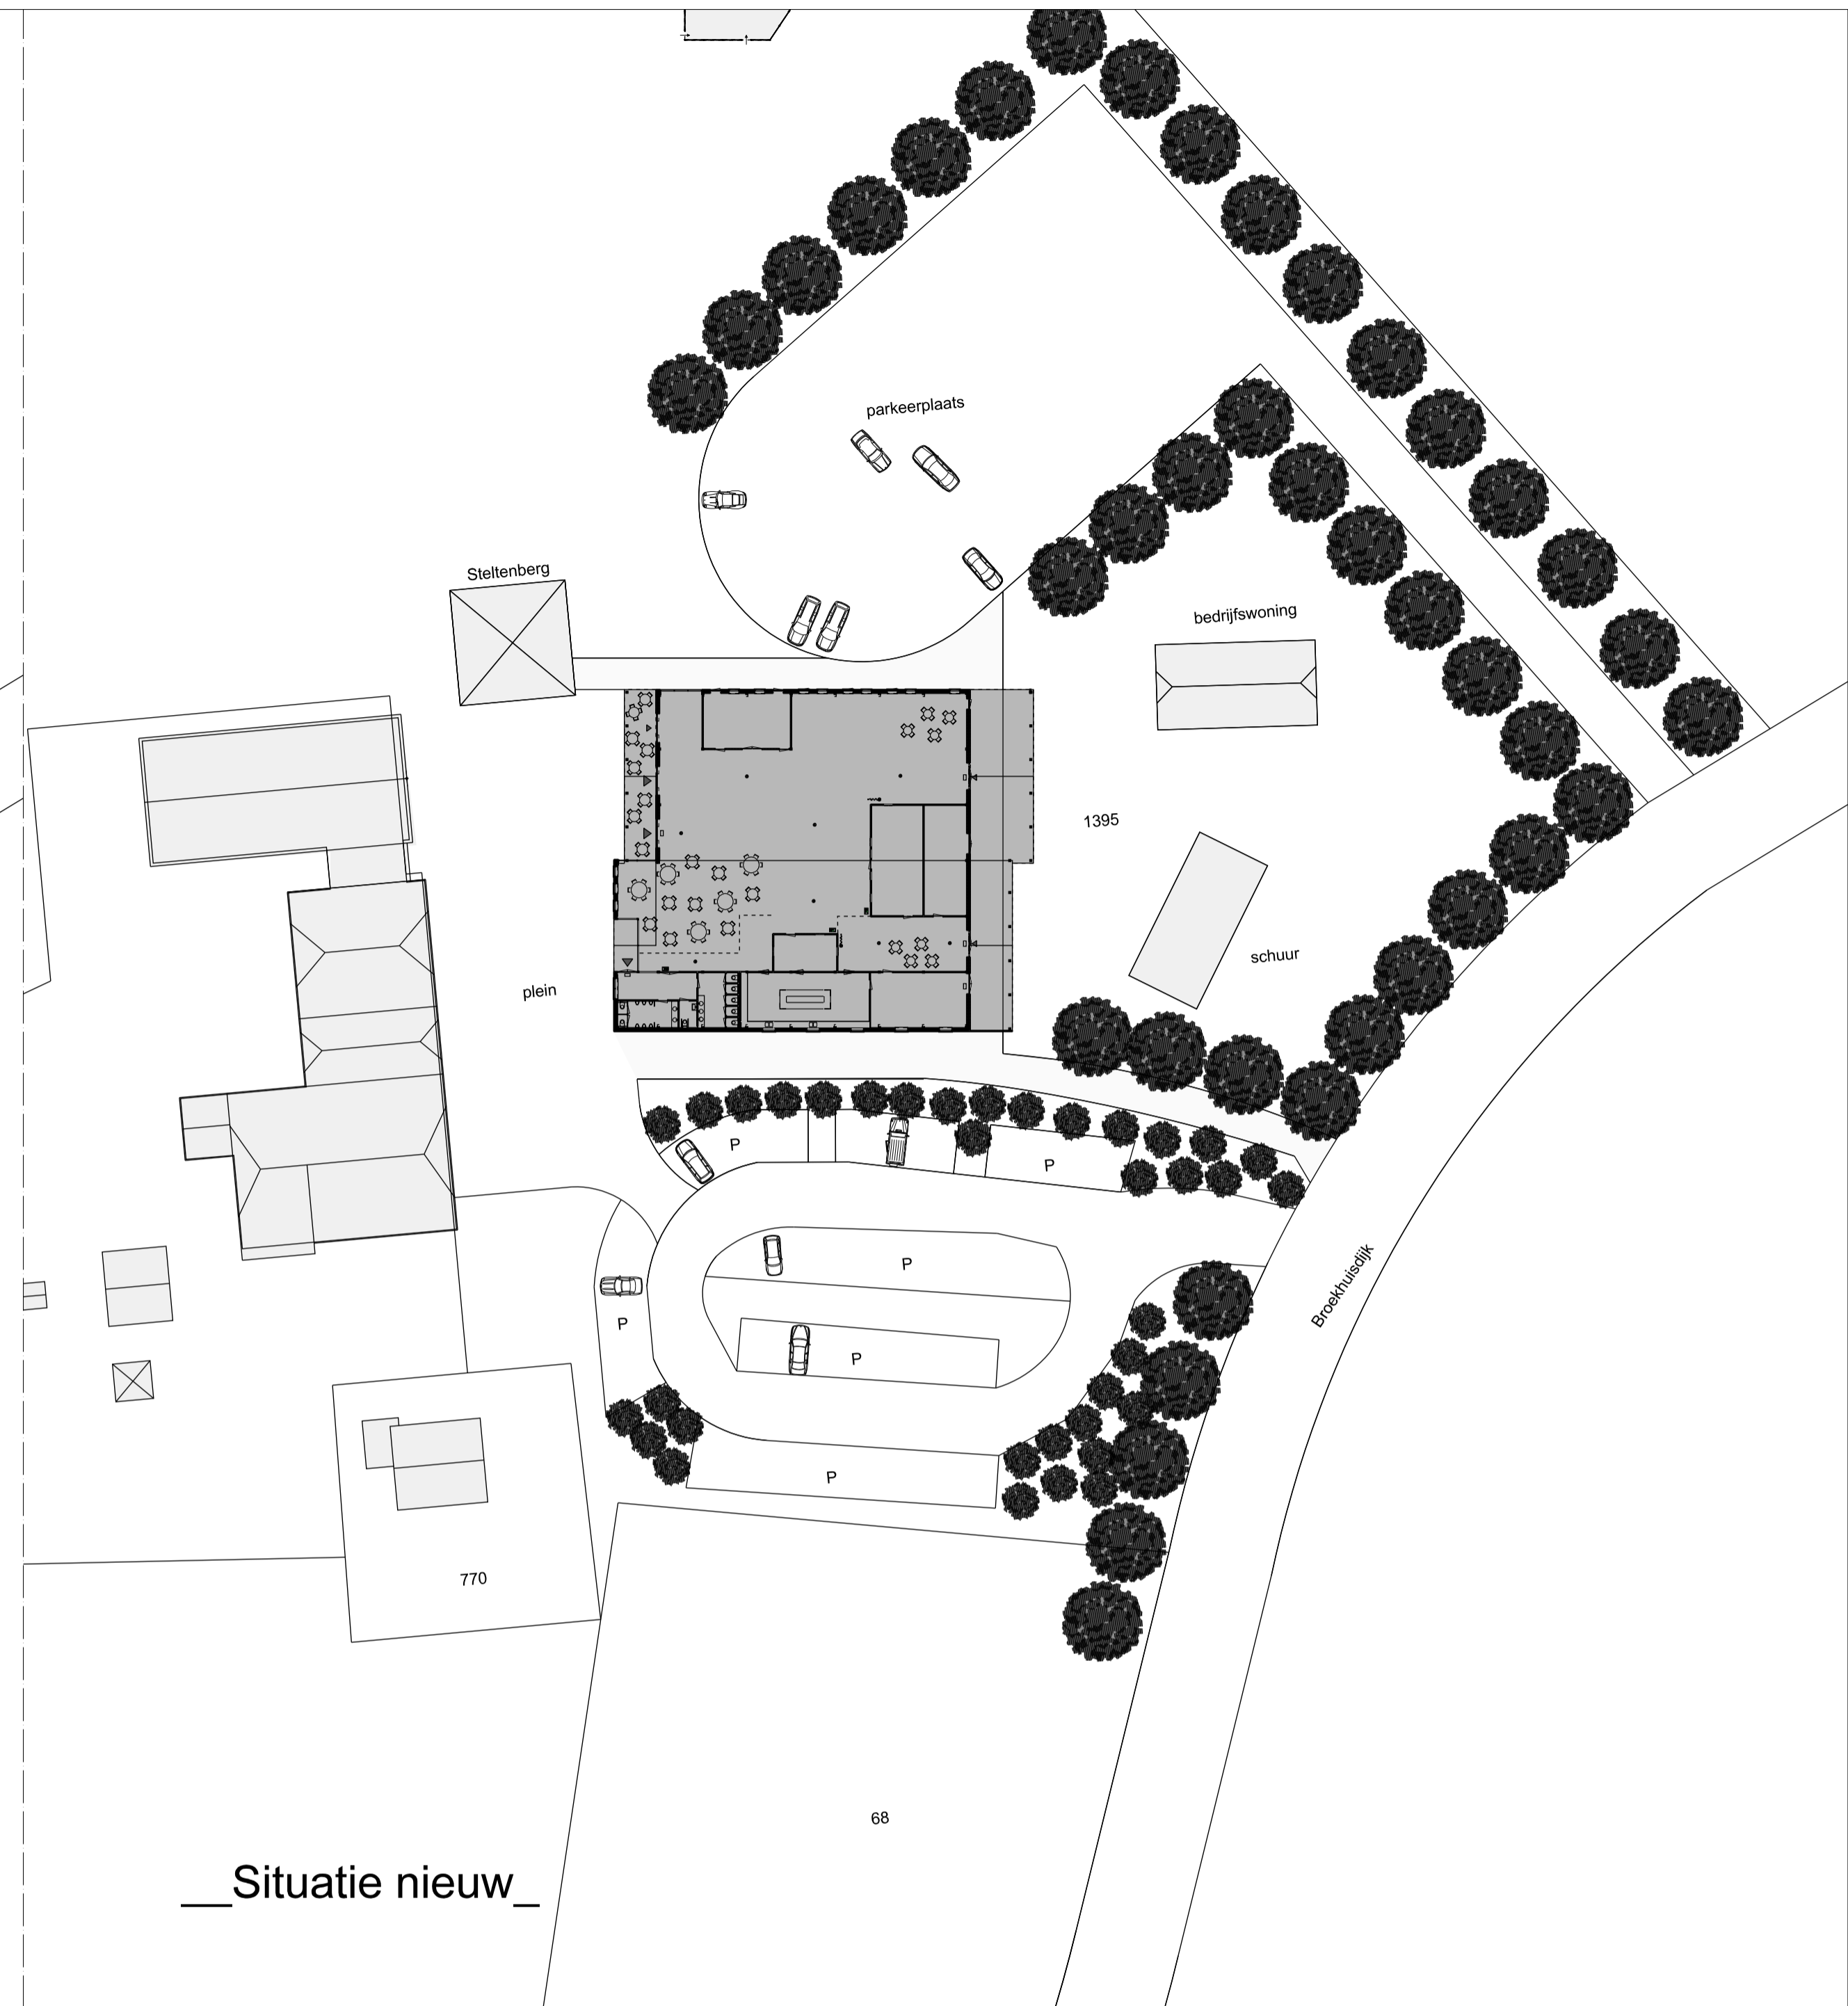 parkeerplaats
Steltenberg
bedrijfswoning
1395
schuur
plein
P
P
P
Broekhuisdijk
P
P
P
770
68
__Situatie nieuw_